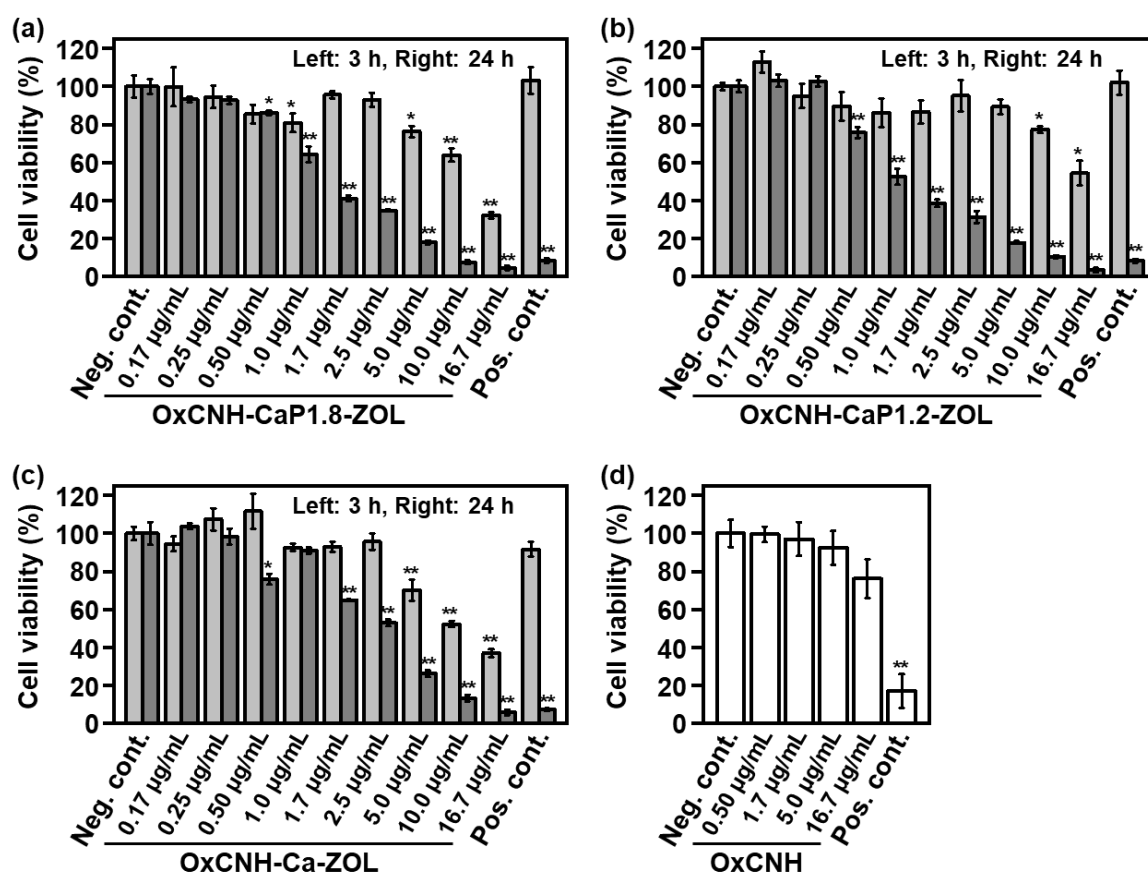 (a)
Cell viability (%)
120
100
80
60
40
20
0
Left: 3 h, Right: 24 h
* * ** ** ** * ** ** ** ** ** **
Neg. cont.
0.17 µg/mL
0.25 µg/mL
0.50 µg/mL
1.0 µg/mL
1.7 µg/mL
2.5 µg/mL
5.0 µg/mL
10.0 µg/mL
16.7 µg/mL
Pos. cont.
OxCNH-CaP1.8-ZOL
(b)
Cell viability (%)
120
100
80
60
40
20
0
Left: 3 h, Right: 24 h
** ** ** ** ** * ** * ** **
Neg. cont.
0.17 µg/mL
0.25 µg/mL
0.50 µg/mL
1.0 µg/mL
1.7 µg/mL
2.5 µg/mL
5.0 µg/mL
10.0 µg/mL
16.7 µg/mL
Pos. cont.
OxCNH-CaP1.2-ZOL
(c)
Cell viability (%)
120
100
80
60
40
20
0
Left: 3 h, Right: 24 h
* ** ** ** ** ** ** ** ** **
Neg. cont.
0.17 µg/mL
0.25 µg/mL
0.50 µg/mL
1.0 µg/mL
1.7 µg/mL
2.5 µg/mL
5.0 µg/mL
10.0 µg/mL
16.7 µg/mL
Pos. cont.
OxCNH-Ca-ZOL
(d)
Cell viability (%)
120
100
80
60
40
20
0
**
Neg. cont.
0.50 µg/mL
1.7 µg/mL
5.0 µg/mL
16.7 µg/mL
Pos. cont.
OxCNH